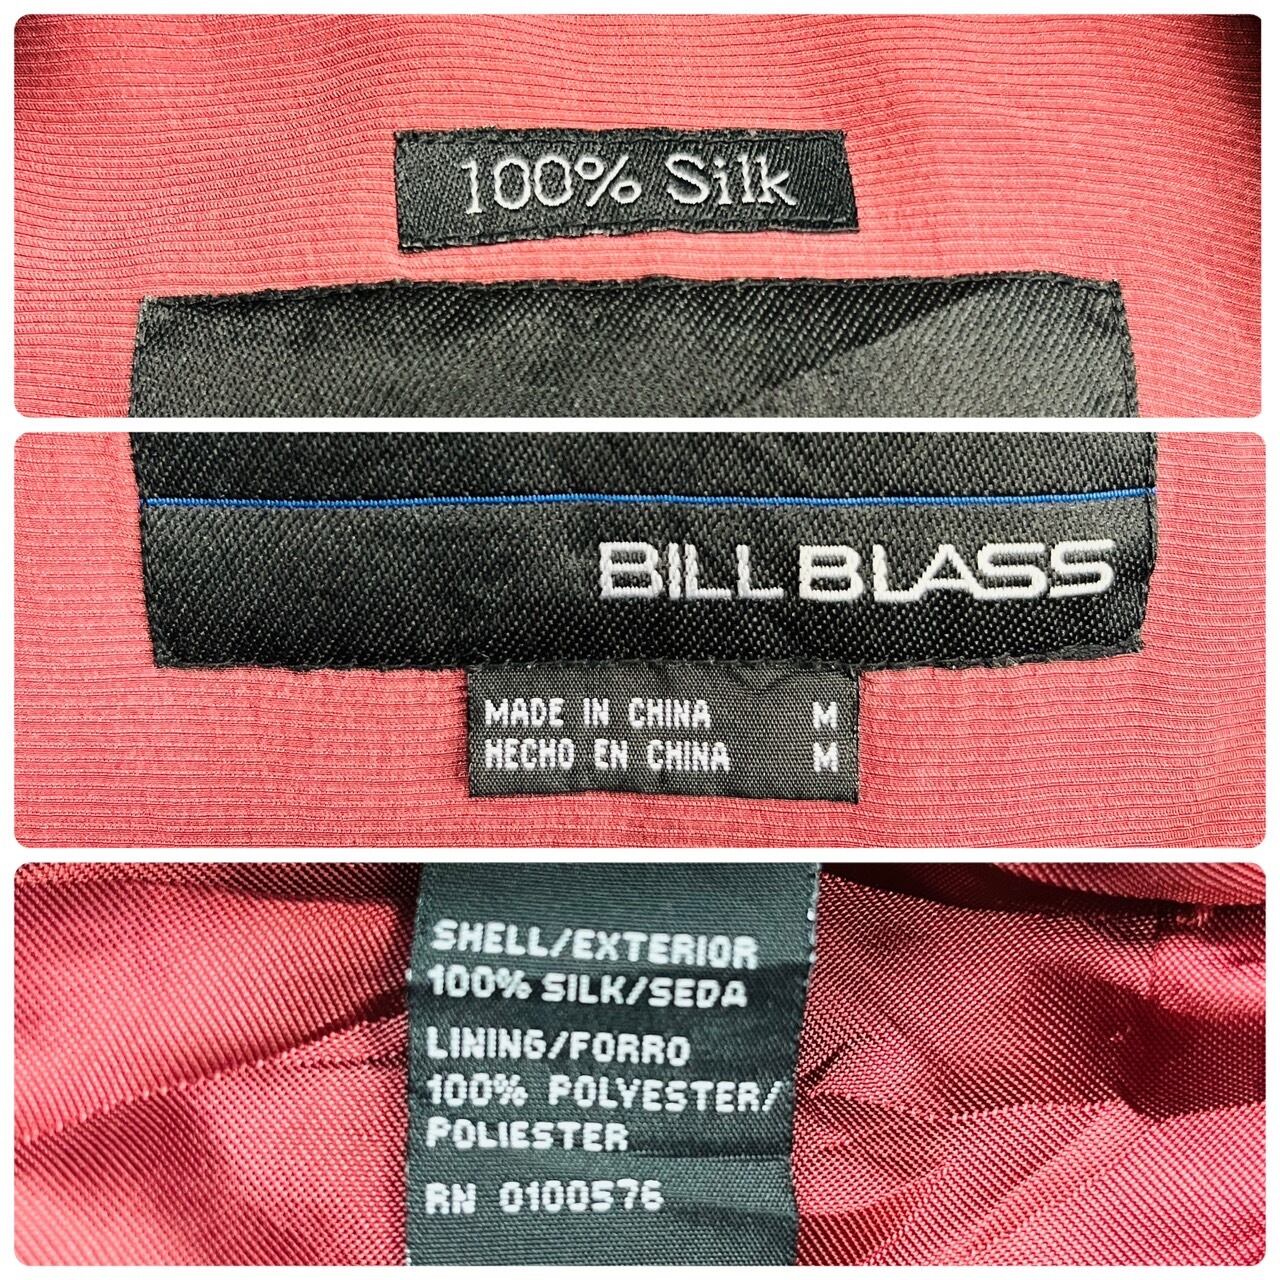 100% Silk
BILL BLASS
MADE IN CHINA M
HECHO EN CHINA M
SHELL/EXTERIOR
100% SILK/SEDA
LINING/FORRO
100% POLYESTER/
POLIESTER
RN 0100576